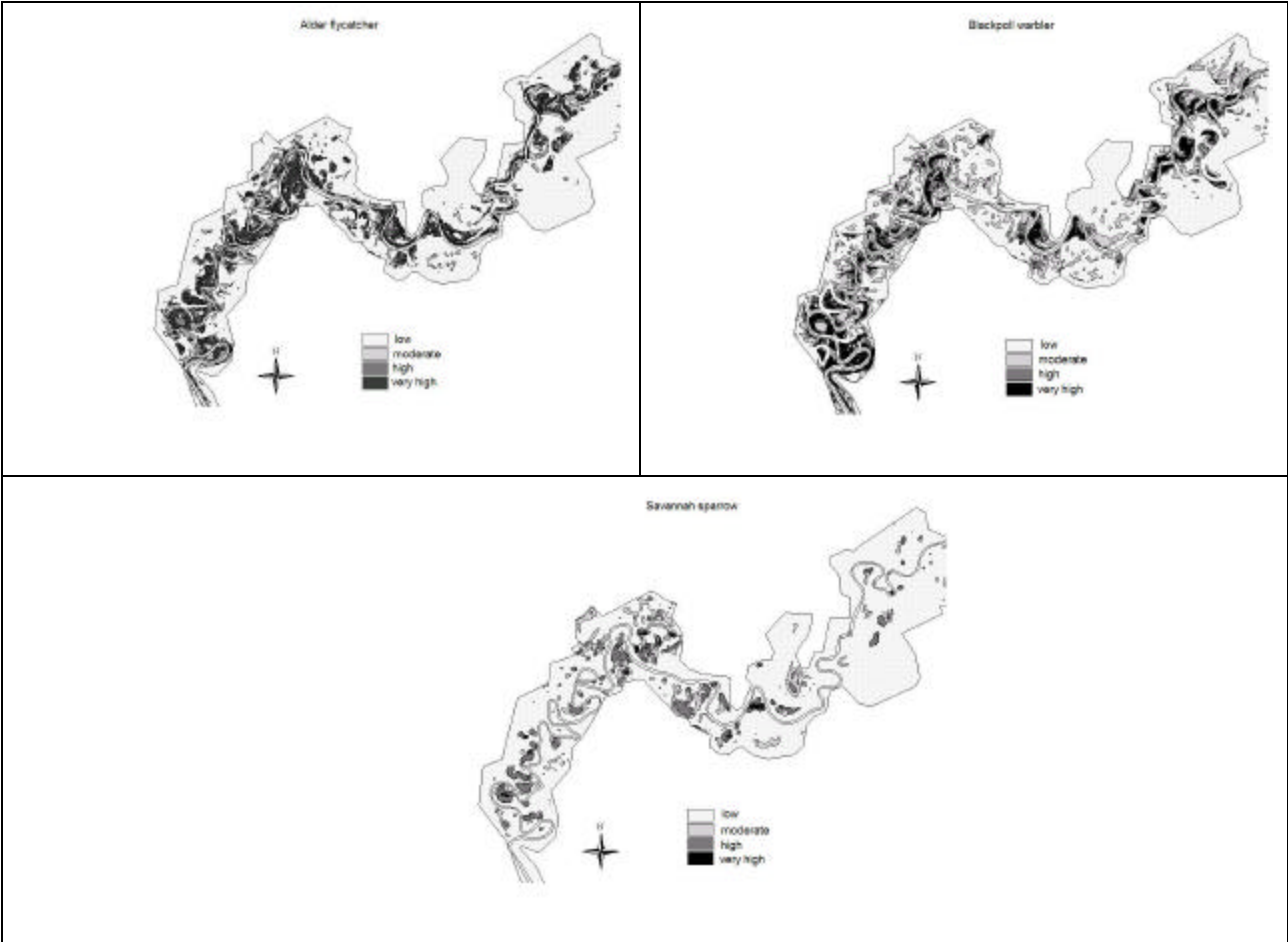 Alder flycatcher
N
low
moderate
high
very high
Blackpoll warbler
N
low
moderate
high
very high
Savannah sparrow
N
low
moderate
high
very high